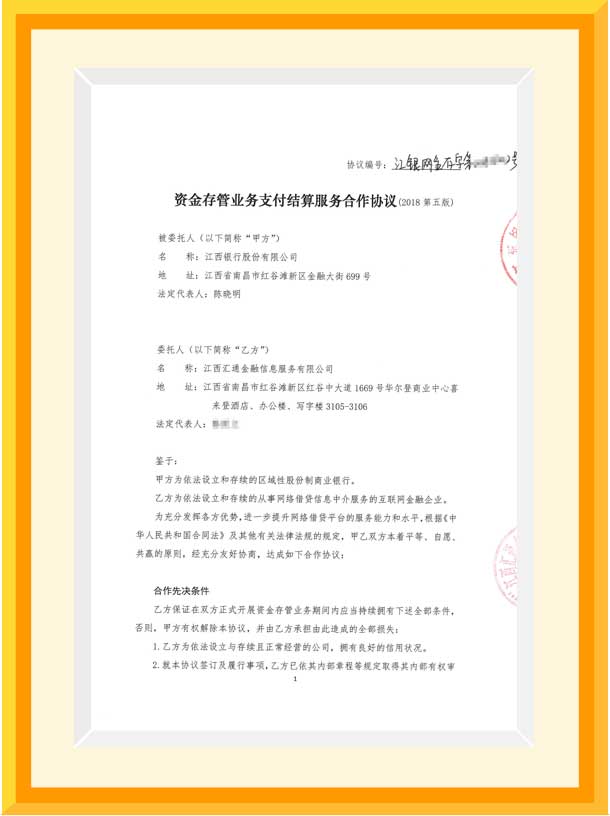 协议编号：江银网金存字第 号
资金存管业务支付结算服务合作协议(2018 第五版)
被委托人（以下简称“甲方”）
名　　称：江西银行股份有限公司
地　　址：江西省南昌市红谷滩新区金融大街 699 号
法定代表人：陈晓明
委托人（以下简称“乙方”）
名　　称：江西汇通金融信息服务有限公司
地　　址：江西省南昌市红谷滩新区红谷中大道 1669 号华尔登商业中心喜
来登酒店、办公楼、写字楼 3105-3106
法定代表人：
签于：
甲方为依法设立和存续的区域性股份制商业银行。
乙方为依法设立和存续的从事网络借贷信息中介服务的互联网金融企业。
为充分发挥各方优势,进一步提升网络借贷平台的服务能力和水平,根据《中
华人民共和国合同法》及其他有关法律法规的规定，甲乙双方本着平等、自愿、
共赢的原则，经充分友好协商，达成如下合作协议：
合作先决条件
乙方保证在双方正式开展资金存管业务期间内应当持续拥有下述全部条件，
否则，甲方有权解除本协议，并由乙方承担由此造成的全部损失：
1.乙方为依法设立与存续且正常经营的公司，拥有良好的信用状况。
2.就本协议签订及履行事项,乙方已依其内部章程等规定取得其内部有权审
1